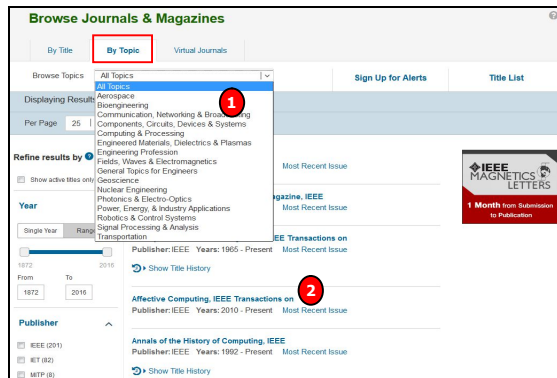 Browse Journals & Magazines
By Title
By Topic
Virtual Journals
Browse Topics
All Topics
Sign Up for Alerts
Title List
All Topics
Aerospace
Bioengineering
Communication, Networking &
Components, Circuits, Devices & Systems
Computing & Processing
Engineered Materials, Dielectrics & Plasmas
Engineering Profession
Fields, Waves & Electromagnetics
General Topics for Engineers
Geoscience
Nuclear Engineering
Photonics & Electro-Optics
Power, Energy, & Industry Applications
Robotics & Control Systems
Signal Processing & Analysis
Transportation
1
Displaying
Per Page 25
Refine results by
Show active titles only
Year
Single Year
1872 2016
From To
1872 2016
Publisher
IEEE (201)
IET (82)
MITP (8)
Most Recent Issue
IEEE
Most Recent Issue
Transactions on
Publisher: IEEE Years: 1965 - Present Most Recent Issue
Show Title History
Affective Computing, IEEE Transactions on
2
Publisher: IEEE Years: 2010 - Present Most Recent Issue
Annals of the History of Computing, IEEE
Publisher: IEEE Years: 1992 - Present Most Recent Issue
Show Title History
IEEE
MAGNETICS
LETTERS
1 Month from Submission
to Publication